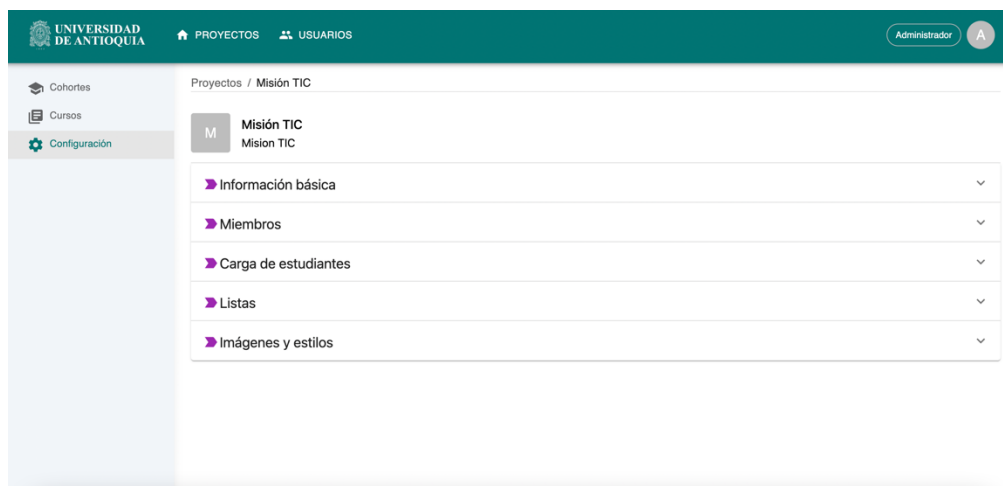 UNIVERSIDAD
DE ANTIOQUIA
PROYECTOS
USUARIOS
Administrador
A
Cohortes
Cursos
Configuración
Proyectos / Misión TIC
M
Misión TIC
Mision TIC
Información básica
Miembros
Carga de estudiantes
Listas
Imágenes y estilos